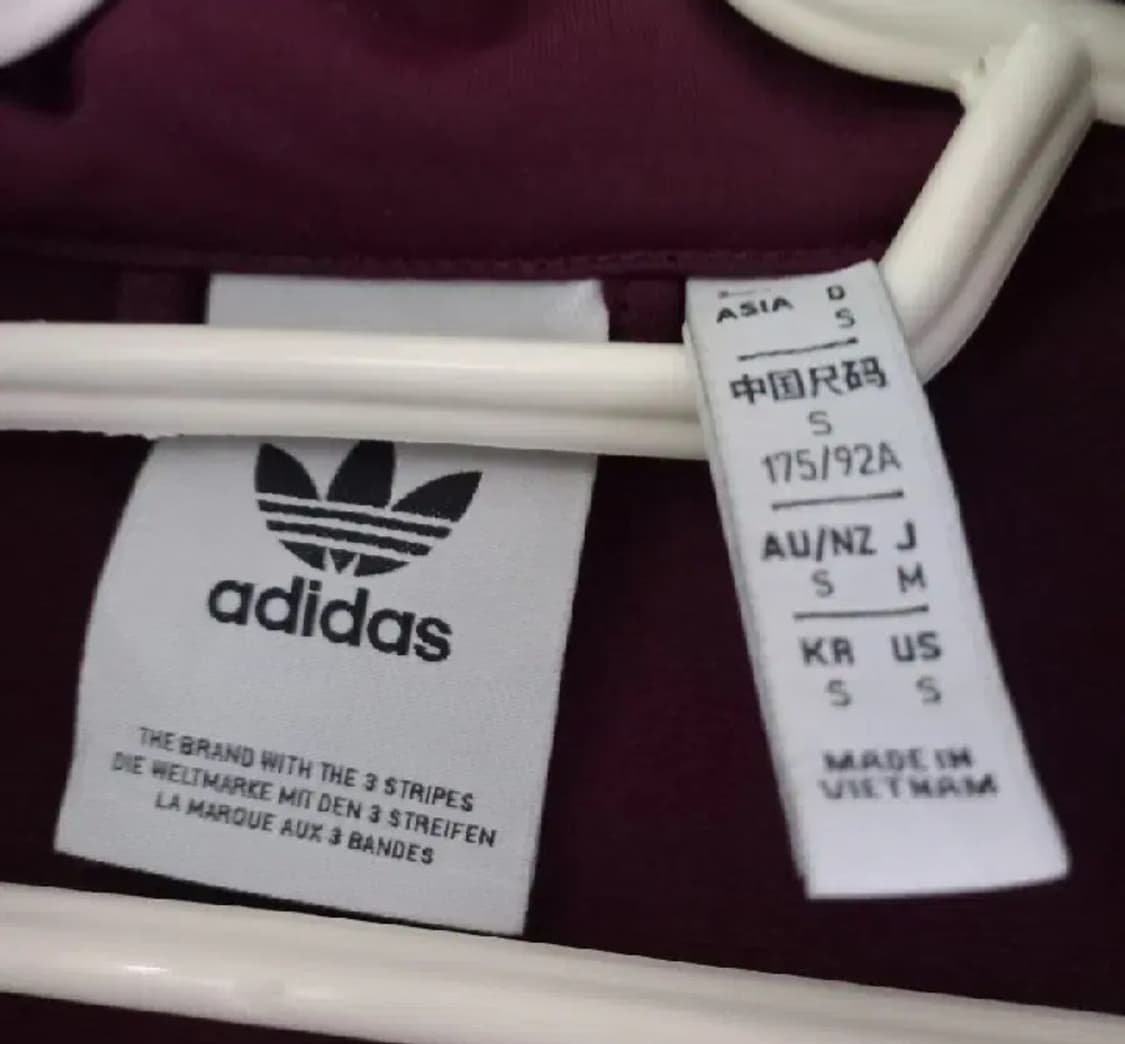 adidas
THE BRAND WITH THE 3 STRIPES
DIE WELTMARKE MIT DEN 3 STREIFEN
LA MARQUE AUX 3 BANDES
ASIA D
S
中国尺码
S
175/92A
AU/NZ J
S M
KR US
S S
MADE IN
VIETNAM